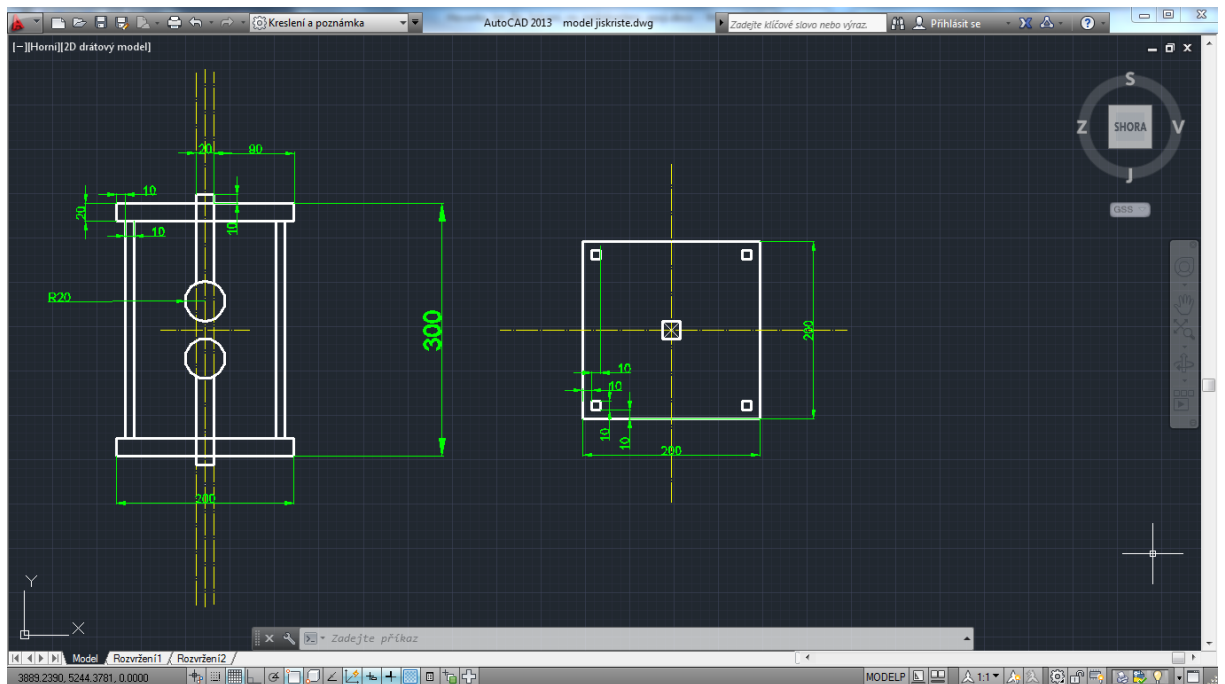 Kreslení a poznámka
AutoCAD 2013 model jiskriste.dwg
Zadejte klíčové slovo nebo výraz.
Přihlásit se
[−][Horní][2D drátový model]
S
Z
SHORA
V
J
GSS
20
90
10
20
10
10
R20
300
200
200
10
10
10
10
200
Y
X
Zadejte příkaz
Model
Rozvržení1
Rozvržení2
3889.2390, 5244.3781, 0.0000
MODELP
1:1